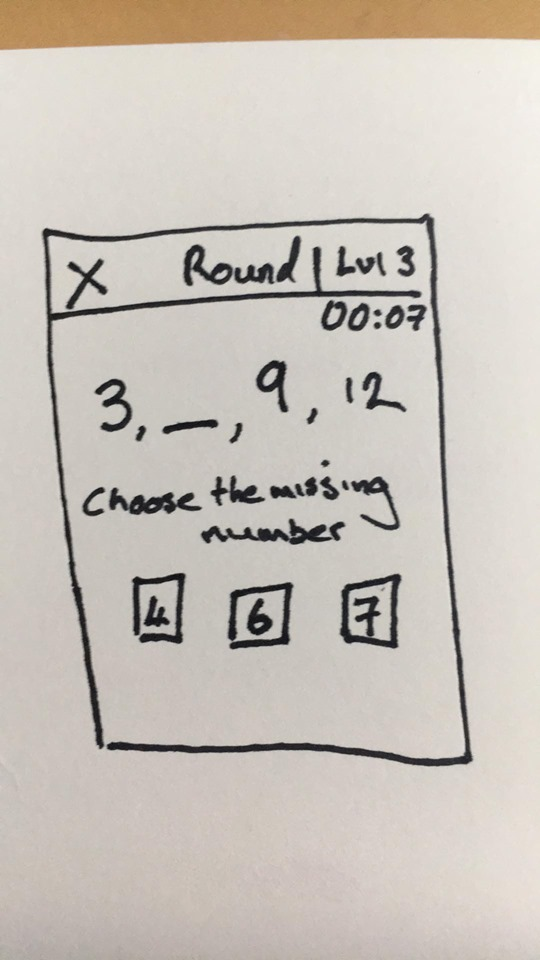 X Round | Lvl 3
00:07
3, _, 9, 12
Choose the missing
number
4 6 7